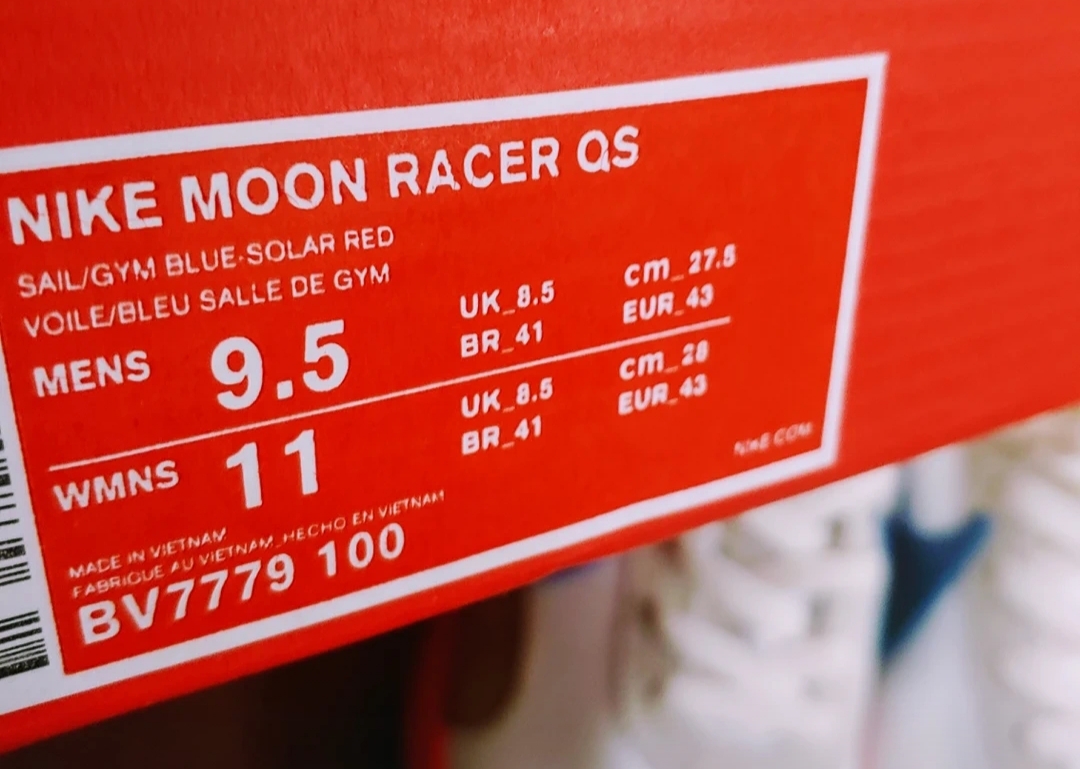 NIKE MOON RACER QS
SAIL/GYM BLUE-SOLAR RED
VOILE/BLEU SALLE DE GYM
MENS 9.5 UK_8.5 cm_27.5
BR_41 EUR_43
WMNS 11 UK_8.5 cm_28
BR_41 EUR_43
NIKE.COM
MADE IN VIETNAM
FABRIQUE AU VIETNAM_HECHO EN VIETNAM
BV7779 100